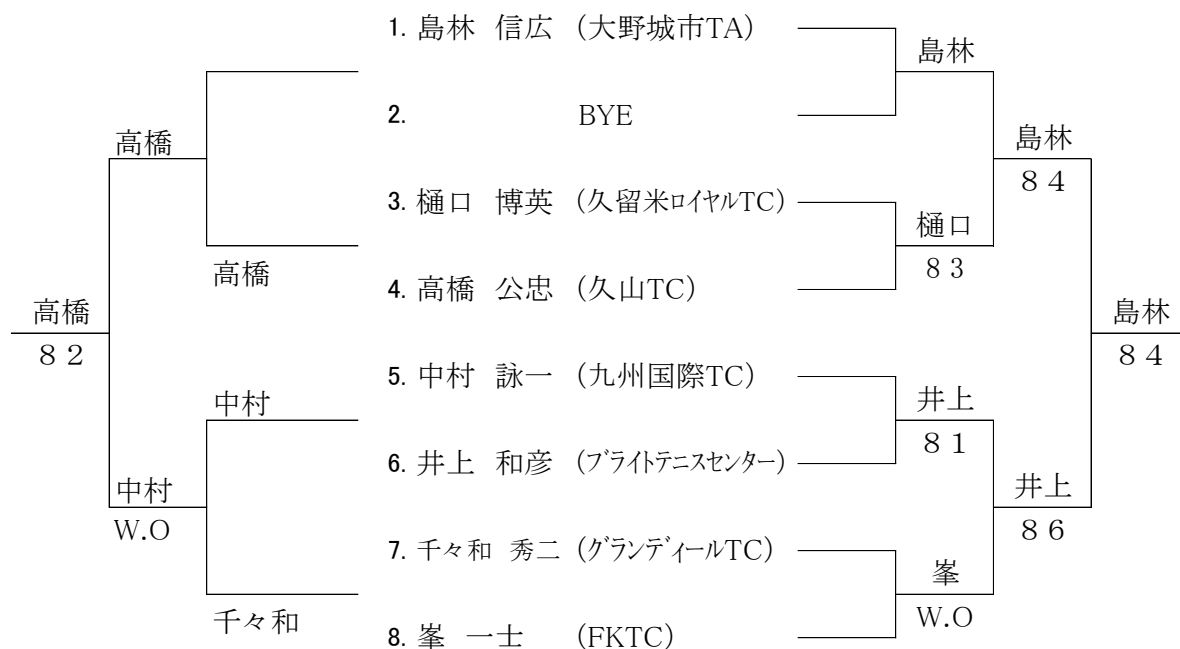 1. 島林 信広 (大野城市TA)
島林
2. BYE
高橋
島林
8 4
3. 樋口 博英 (久留米ロイヤルTC)
樋口
8 3
高橋
4. 高橋 公忠 (久山TC)
高橋
8 2
島林
8 4
5. 中村 詠一 (九州国際TC)
中村
井上
8 1
6. 井上 和彦 (ブライトテニスセンター)
中村
W.O
井上
8 6
7. 千々和 秀二 (グランディールTC)
峯
W.O
千々和
8. 峯 一士 (FKTC)